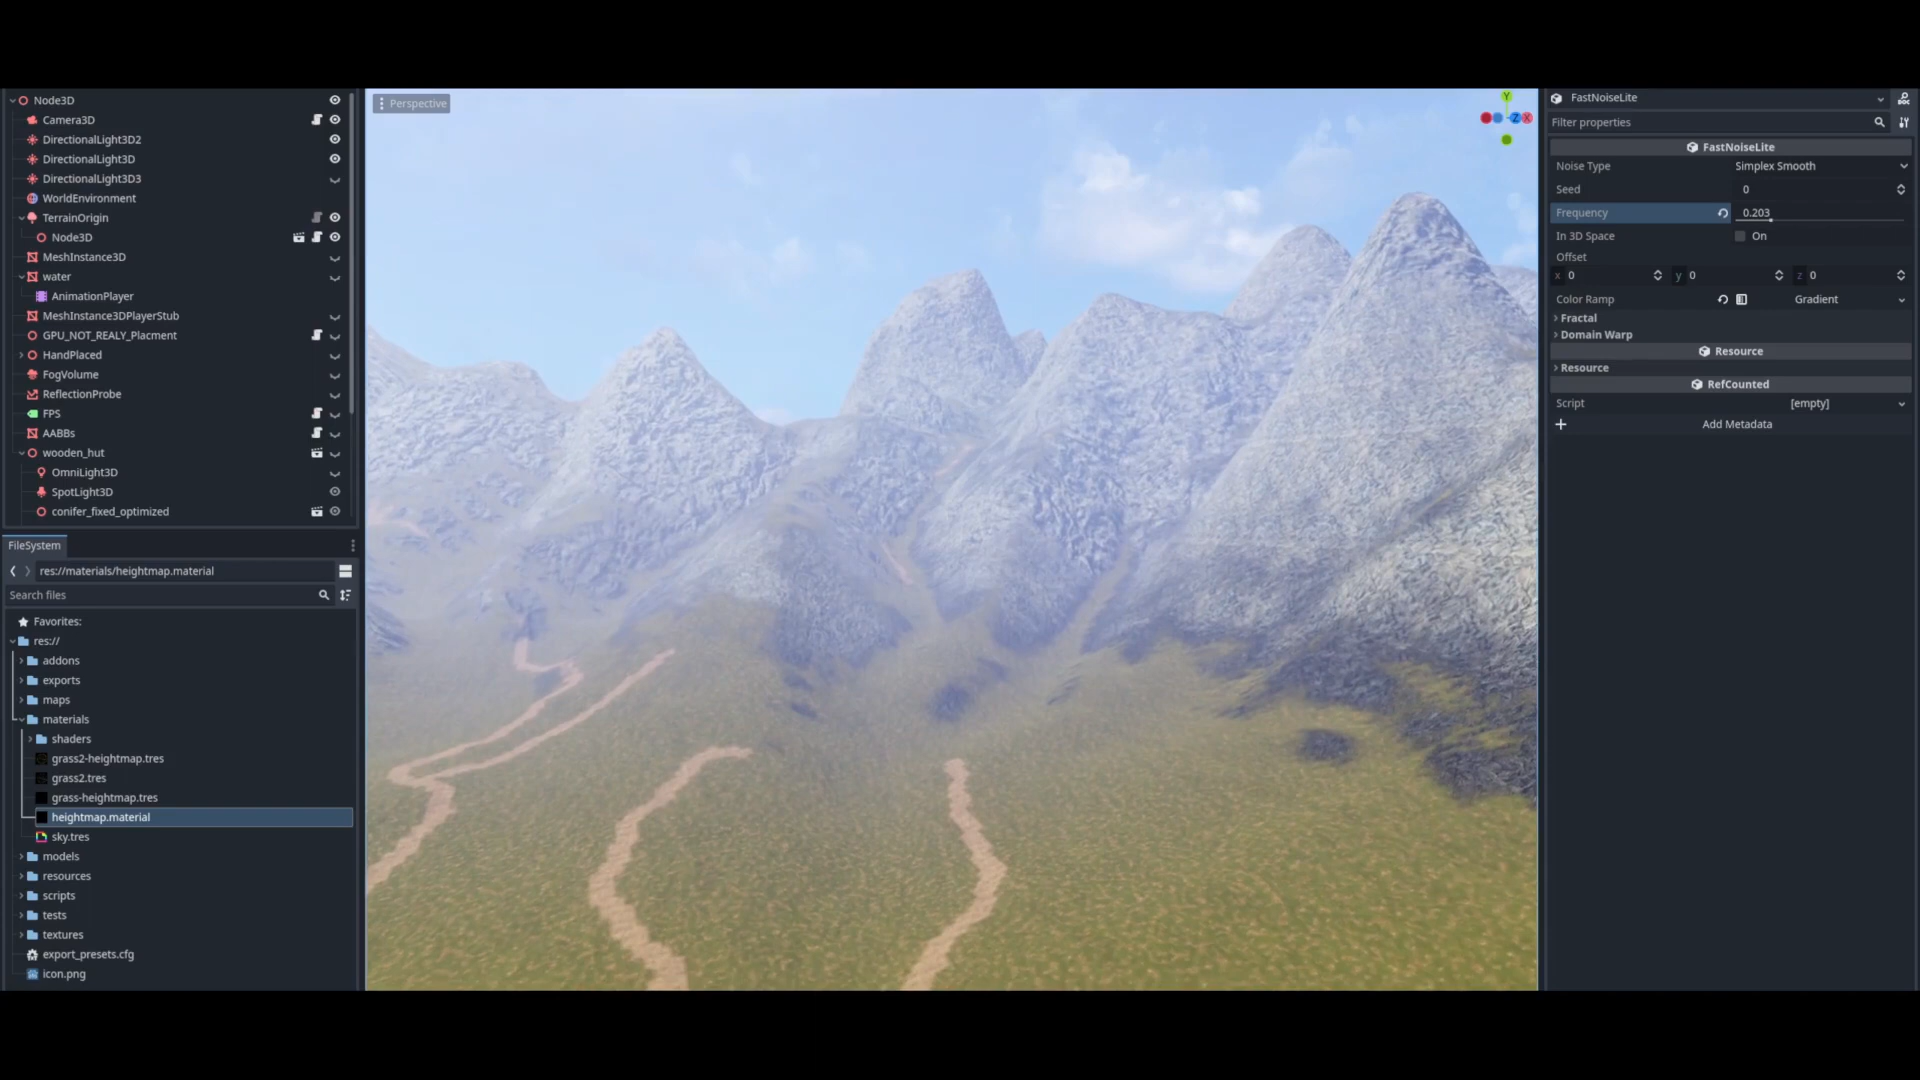 Node3D
Camera3D
DirectionalLight3D2
DirectionalLight3D
DirectionalLight3D3
WorldEnvironment
TerrainOrigin
Node3D
MeshInstance3D
water
AnimationPlayer
MeshInstance3DPlayerStub
GPU_NOT_REALY_Placment
HandPlaced
FogVolume
ReflectionProbe
FPS
AABBs
wooden_hut
OmniLight3D
SpotLight3D
conifer_fixed_optimized
FileSystem
res://materials/heightmap.material
Search files
Favorites:
res://
addons
exports
maps
materials
shaders
grass2-heightmap.tres
grass2.tres
grass-heightmap.tres
heightmap.material
sky.tres
models
resources
scripts
tests
textures
export_presets.cfg
icon.png
Perspective
Y
Z X
FastNoiseLite
DOC
Filter properties
FastNoiseLite
Noise Type Simplex Smooth
Seed 0
Frequency 0.203
In 3D Space On
Offset
x 0 y 0 z 0
Color Ramp Gradient
Fractal
Domain Warp
Resource
Resource
RefCounted
Script [empty]
Add Metadata